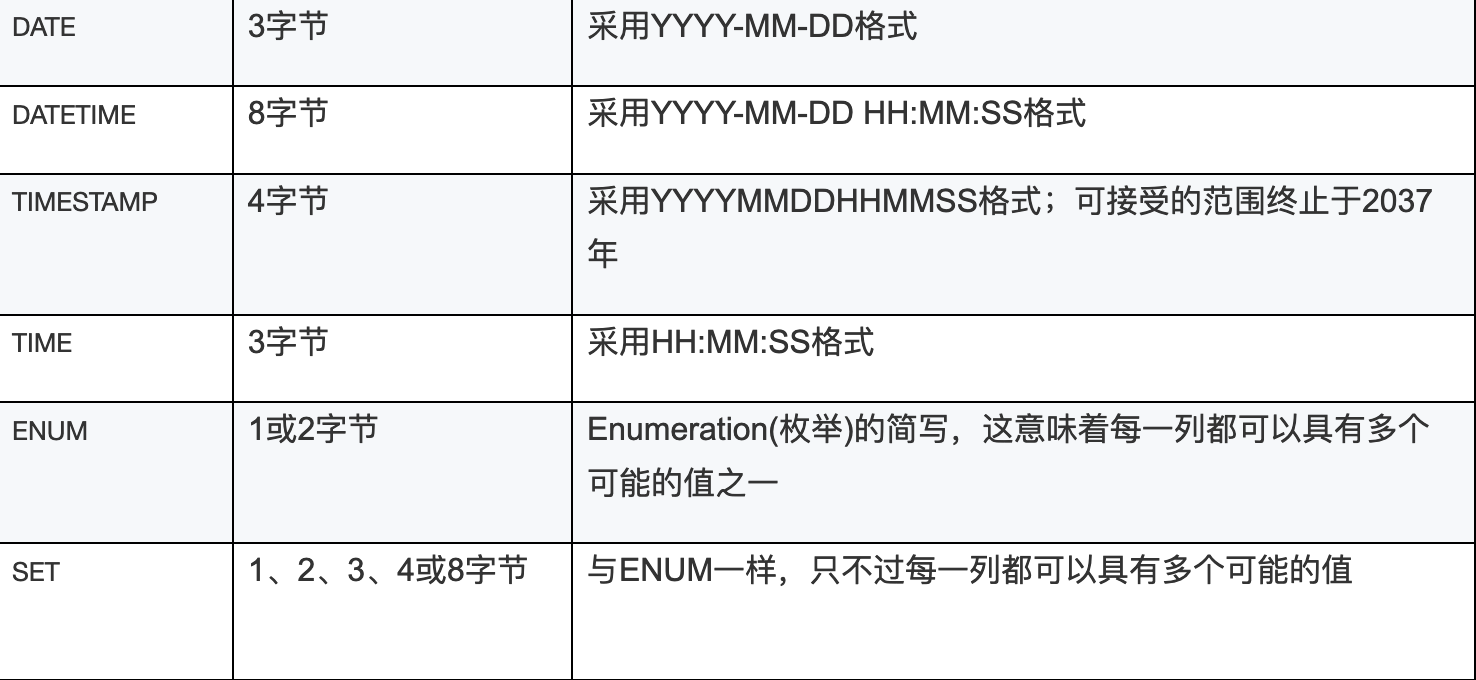 DATE
3字节
采用YYYY-MM-DD格式
DATETIME
8字节
采用YYYY-MM-DD HH:MM:SS格式
TIMESTAMP
4字节
采用YYYYMMDDHHMMSS格式；可接受的范围终止于2037
年
TIME
3字节
采用HH:MM:SS格式
ENUM
1或2字节
Enumeration(枚举)的简写，这意味着每一列都可以具有多个
可能的值之一
SET
1、2、3、4或8字节
与ENUM一样，只不过每一列都可以具有多个可能的值